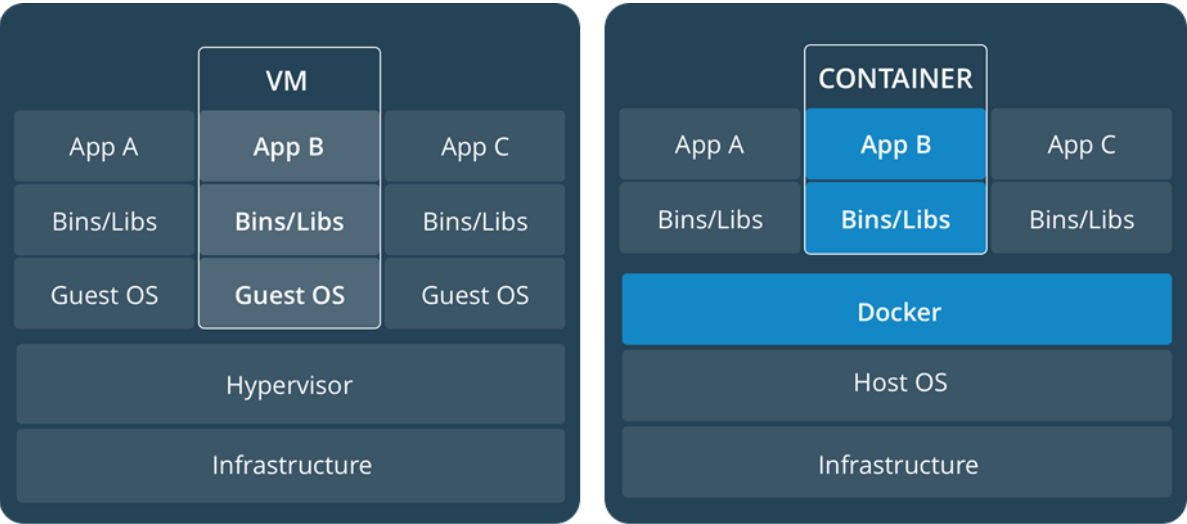 VM
App A App B App C
Bins/Libs Bins/Libs Bins/Libs
Guest OS Guest OS Guest OS
Hypervisor
Infrastructure
CONTAINER
App A App B App C
Bins/Libs Bins/Libs Bins/Libs
Docker
Host OS
Infrastructure